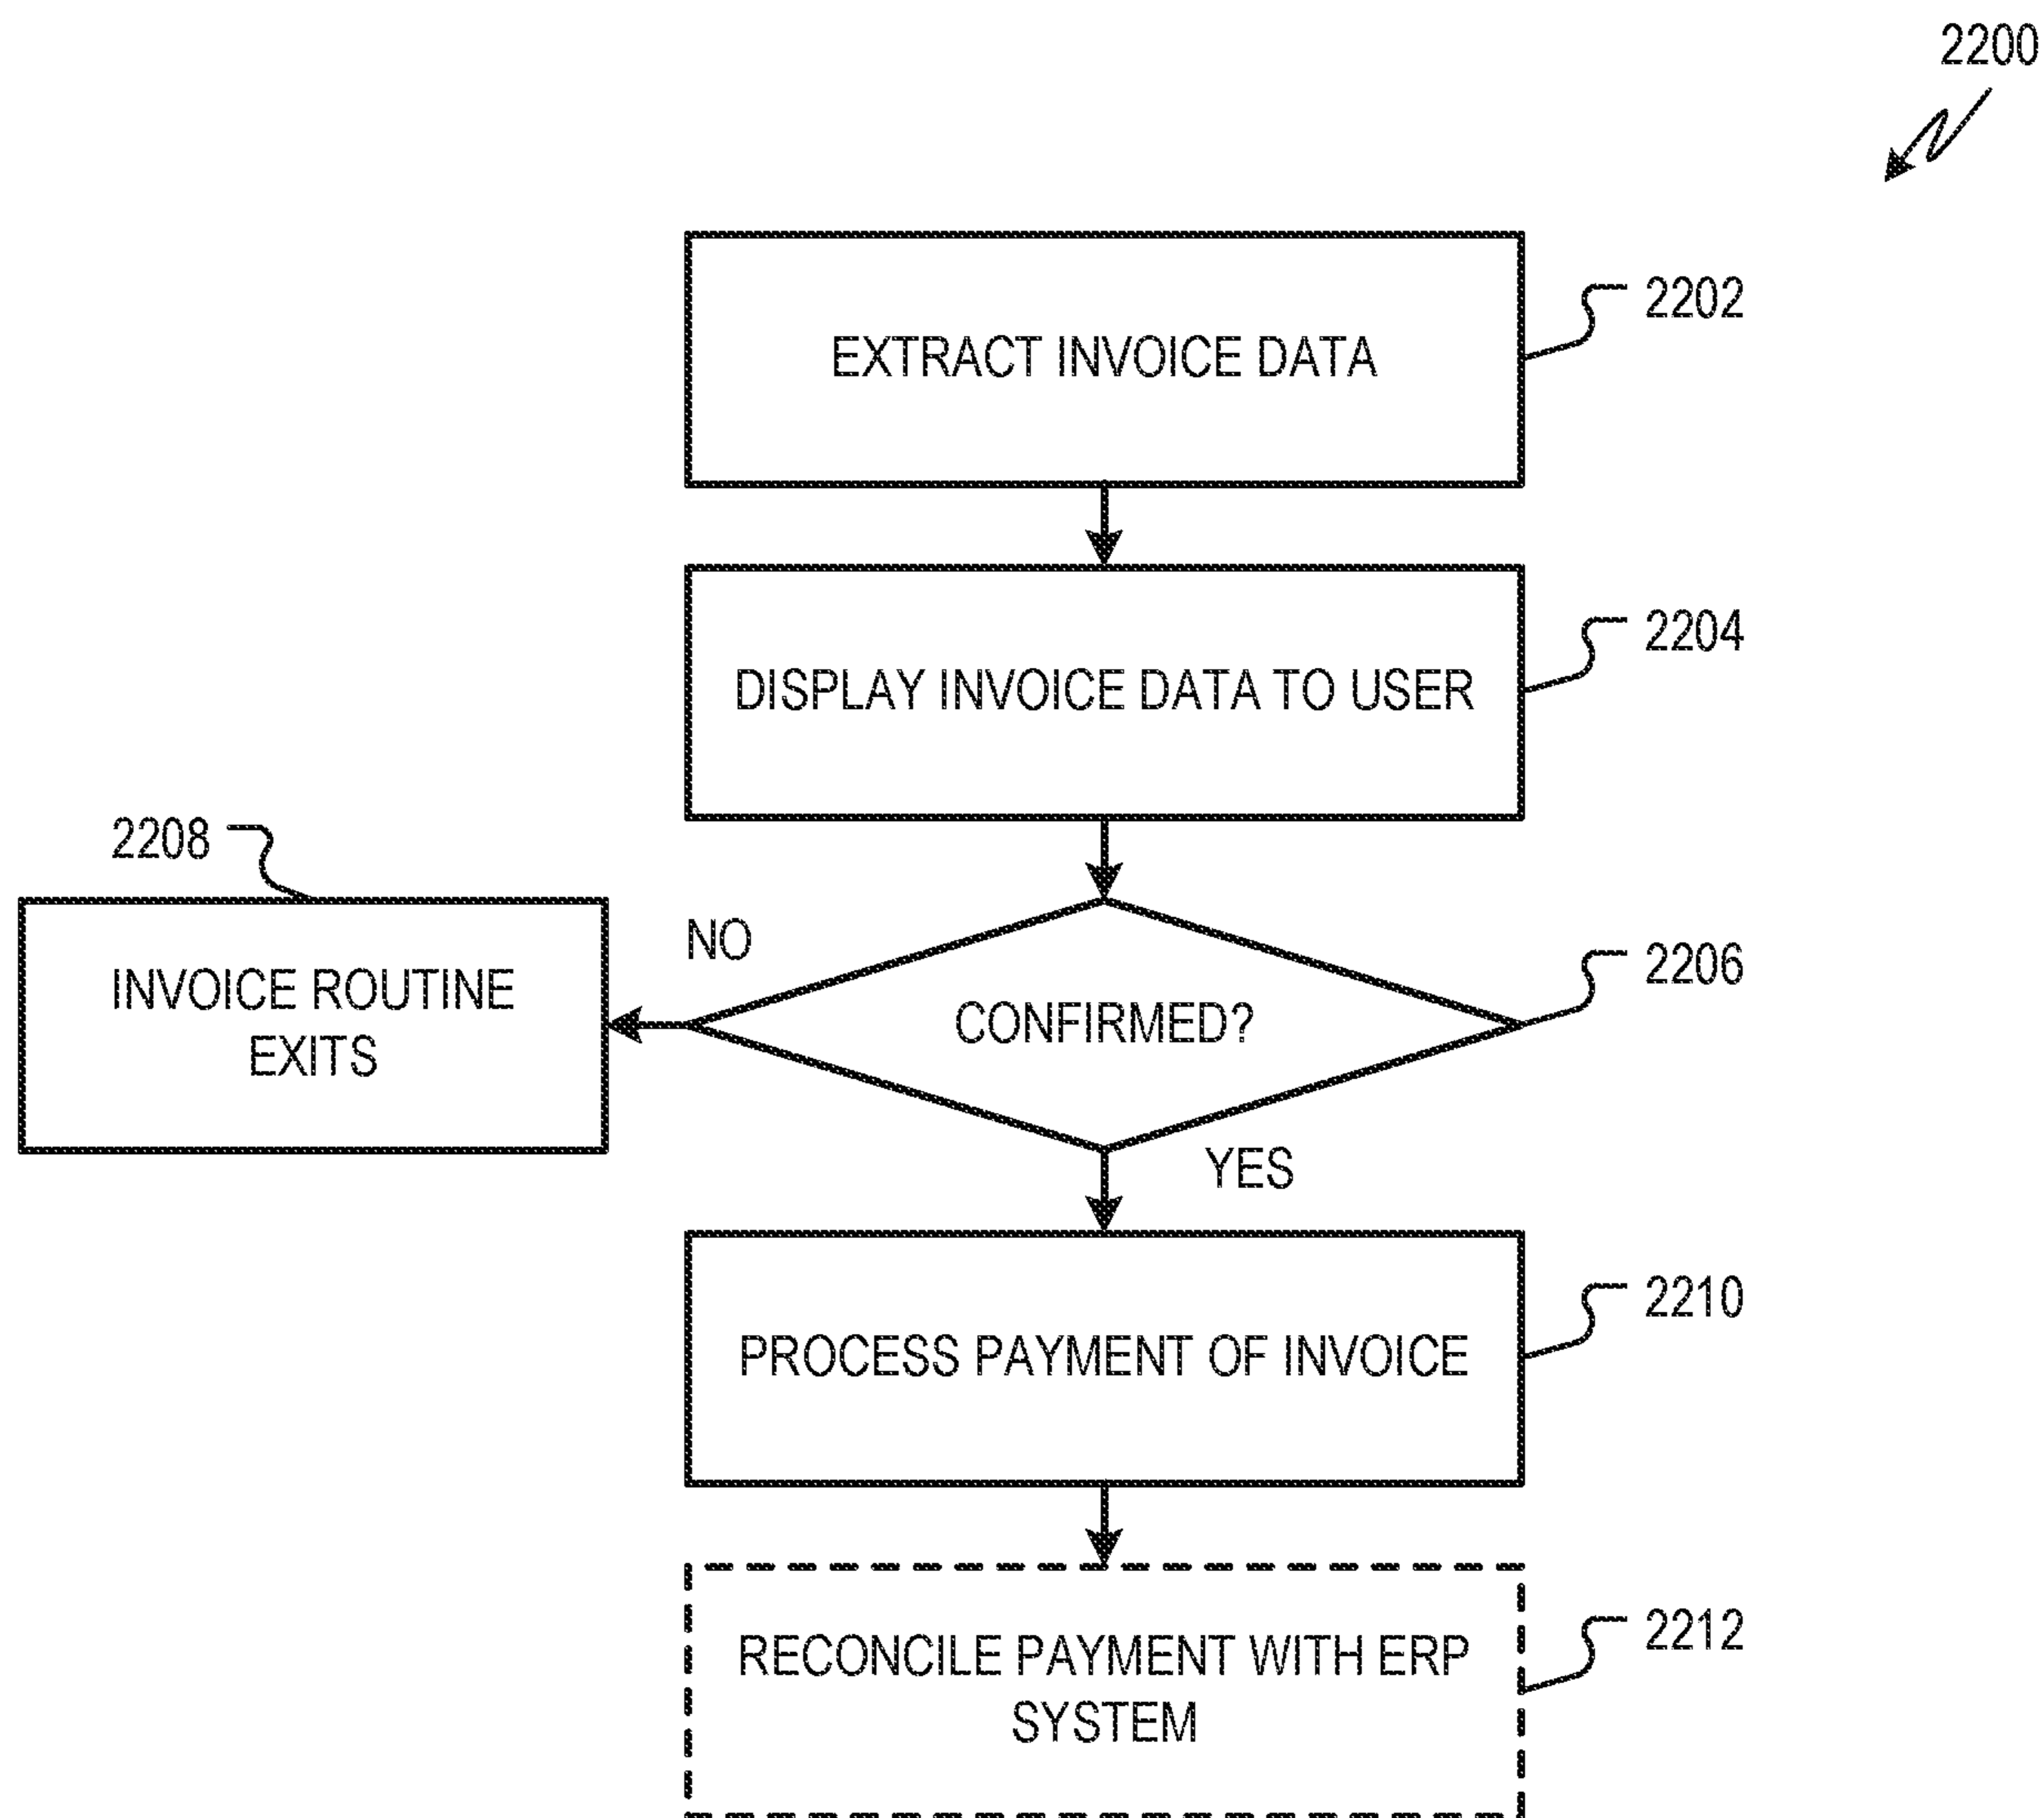 2200
EXTRACT INVOICE DATA
2202
DISPLAY INVOICE DATA TO USER
2204
2208
INVOICE ROUTINE
EXITS
NO
CONFIRMED?
2206
YES
PROCESS PAYMENT OF INVOICE
2210
RECONCILE PAYMENT WITH ERP
SYSTEM
2212